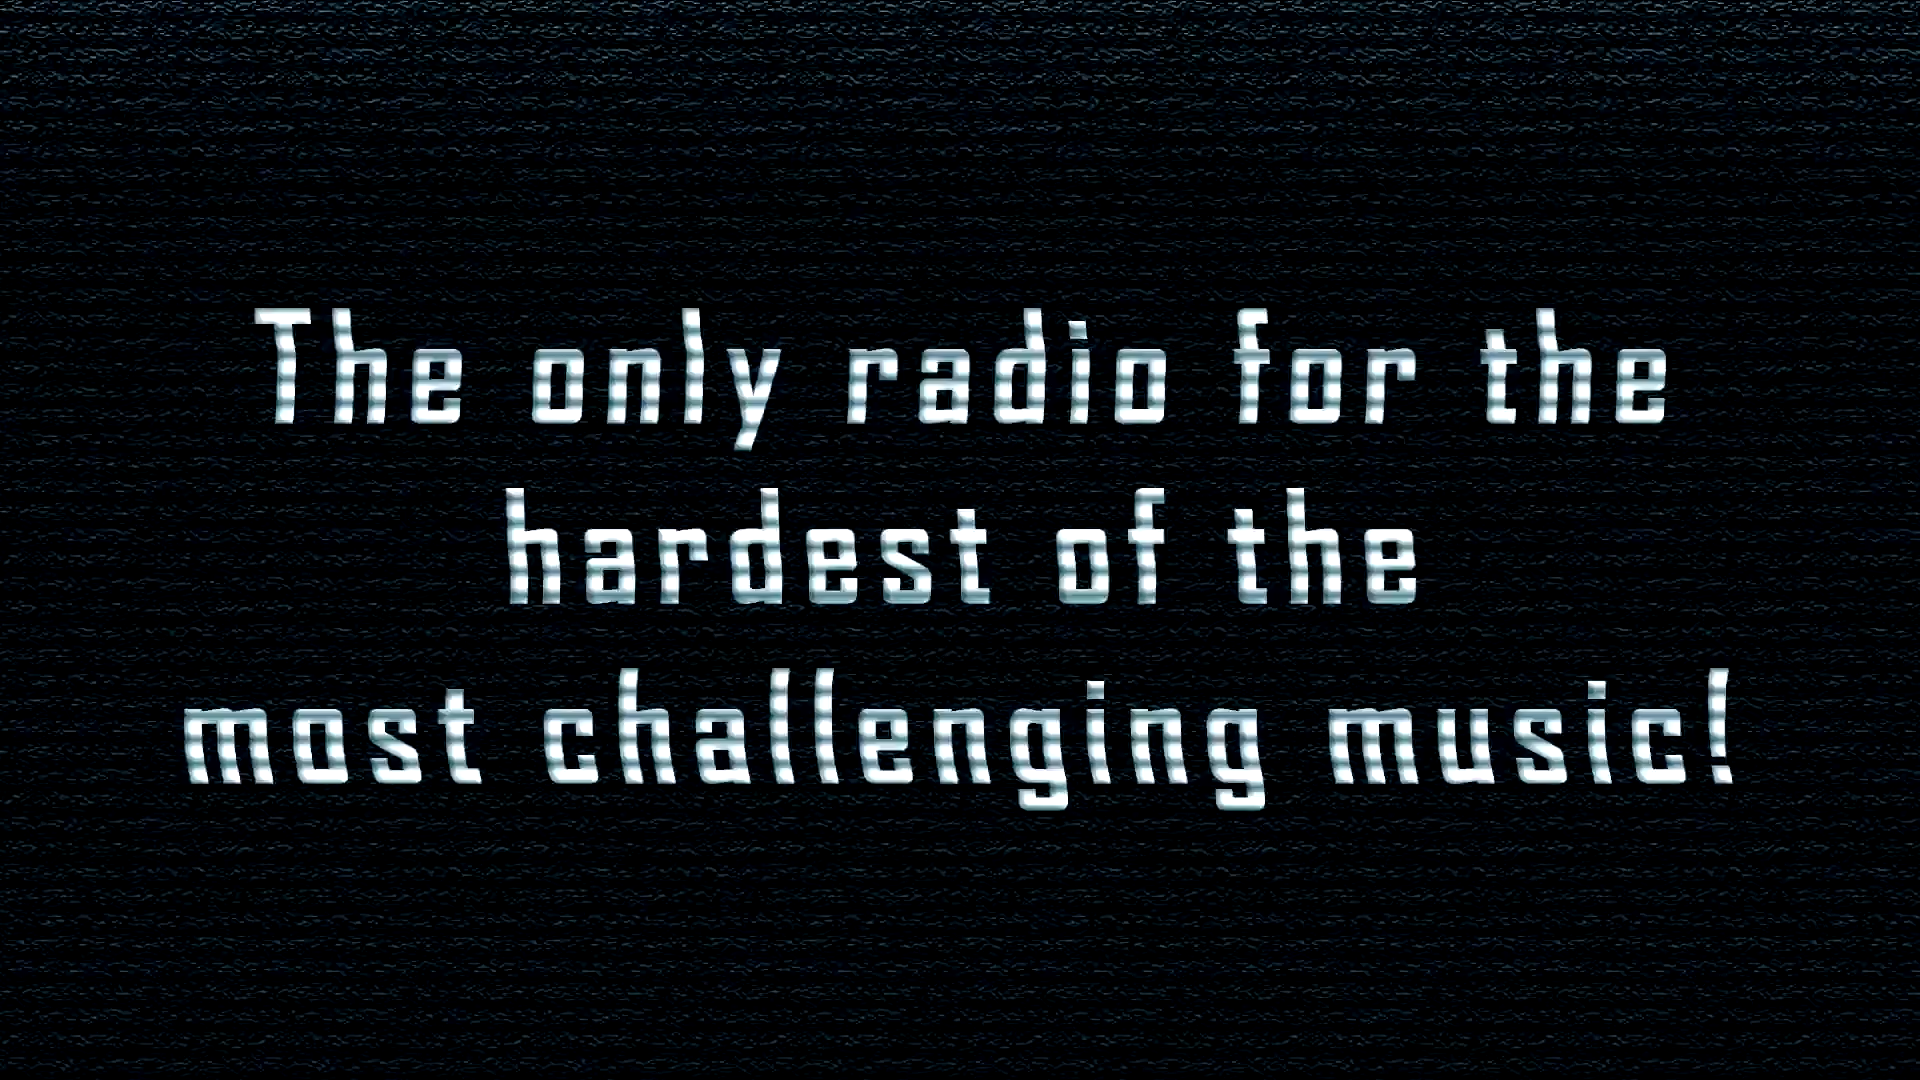 The only radio for the
hardest of the
most challenging music!